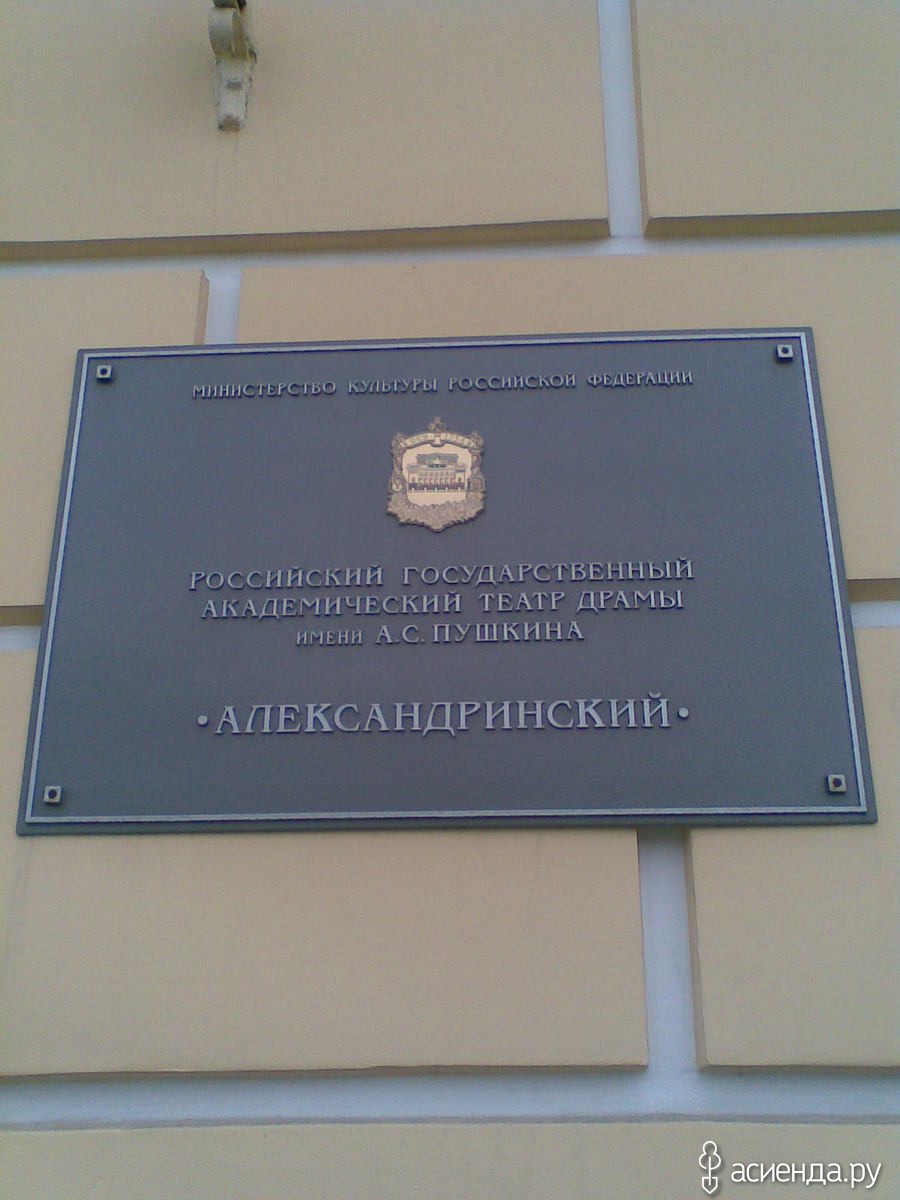 МИНИСТЕРСТВО КУЛЬТУРЫ РОССИЙСКОЙ ФЕДЕРАЦИИ
РОССИЙСКИЙ ГОСУДАРСТВЕННЫЙ
АКАДЕМИЧЕСКИЙ ТЕАТР ДРАМЫ
ИМЕНИ А.С. ПУШКИНА
•АЛЕКСАНДРИНСКИЙ•
асиенда.ру